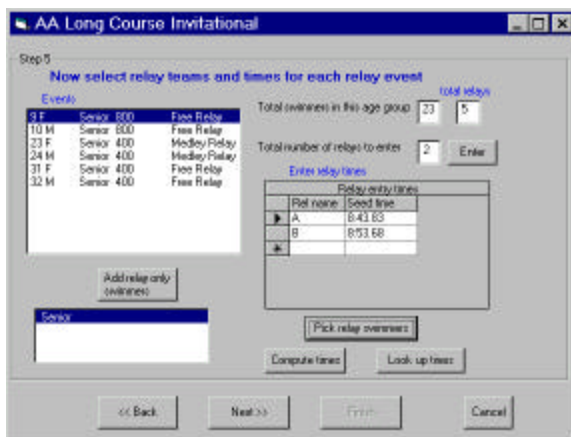 AA Long Course Invitational
Step 5
Now select relay teams and times for each relay event
Events
9 F Senior 800 Free Relay
10 M Senior 800 Free Relay
23 F Senior 400 Medley Relay
24 M Senior 400 Medley Relay
31 F Senior 400 Free Relay
32 M Senior 400 Free Relay
total relays
Total swimmers in this age group 23 5
Total number of relays to enter 2 Enter
Enter relay times
Relay entry times
Rel name Seed time
A 8:43.83
B 8:53.68
Add relay only
swimmers
Senior
Pick relay swimmers
Compute times Look up times
<< Back Next >> Finish Cancel